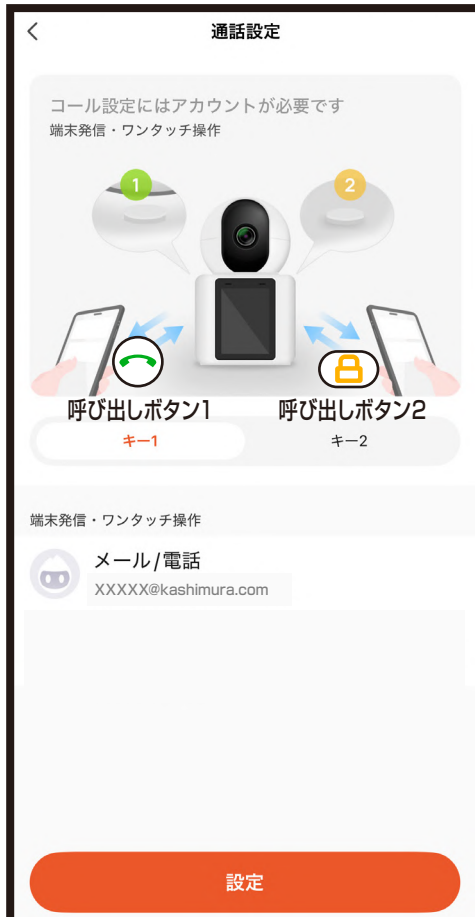 通話設定
コール設定にはアカウントが必要です
端末発信・ワンタッチ操作
1 2
呼び出しボタン1 呼び出しボタン2
キー1 キー2
端末発信・ワンタッチ操作
メール/電話
XXXXX@kashimura.com
設定